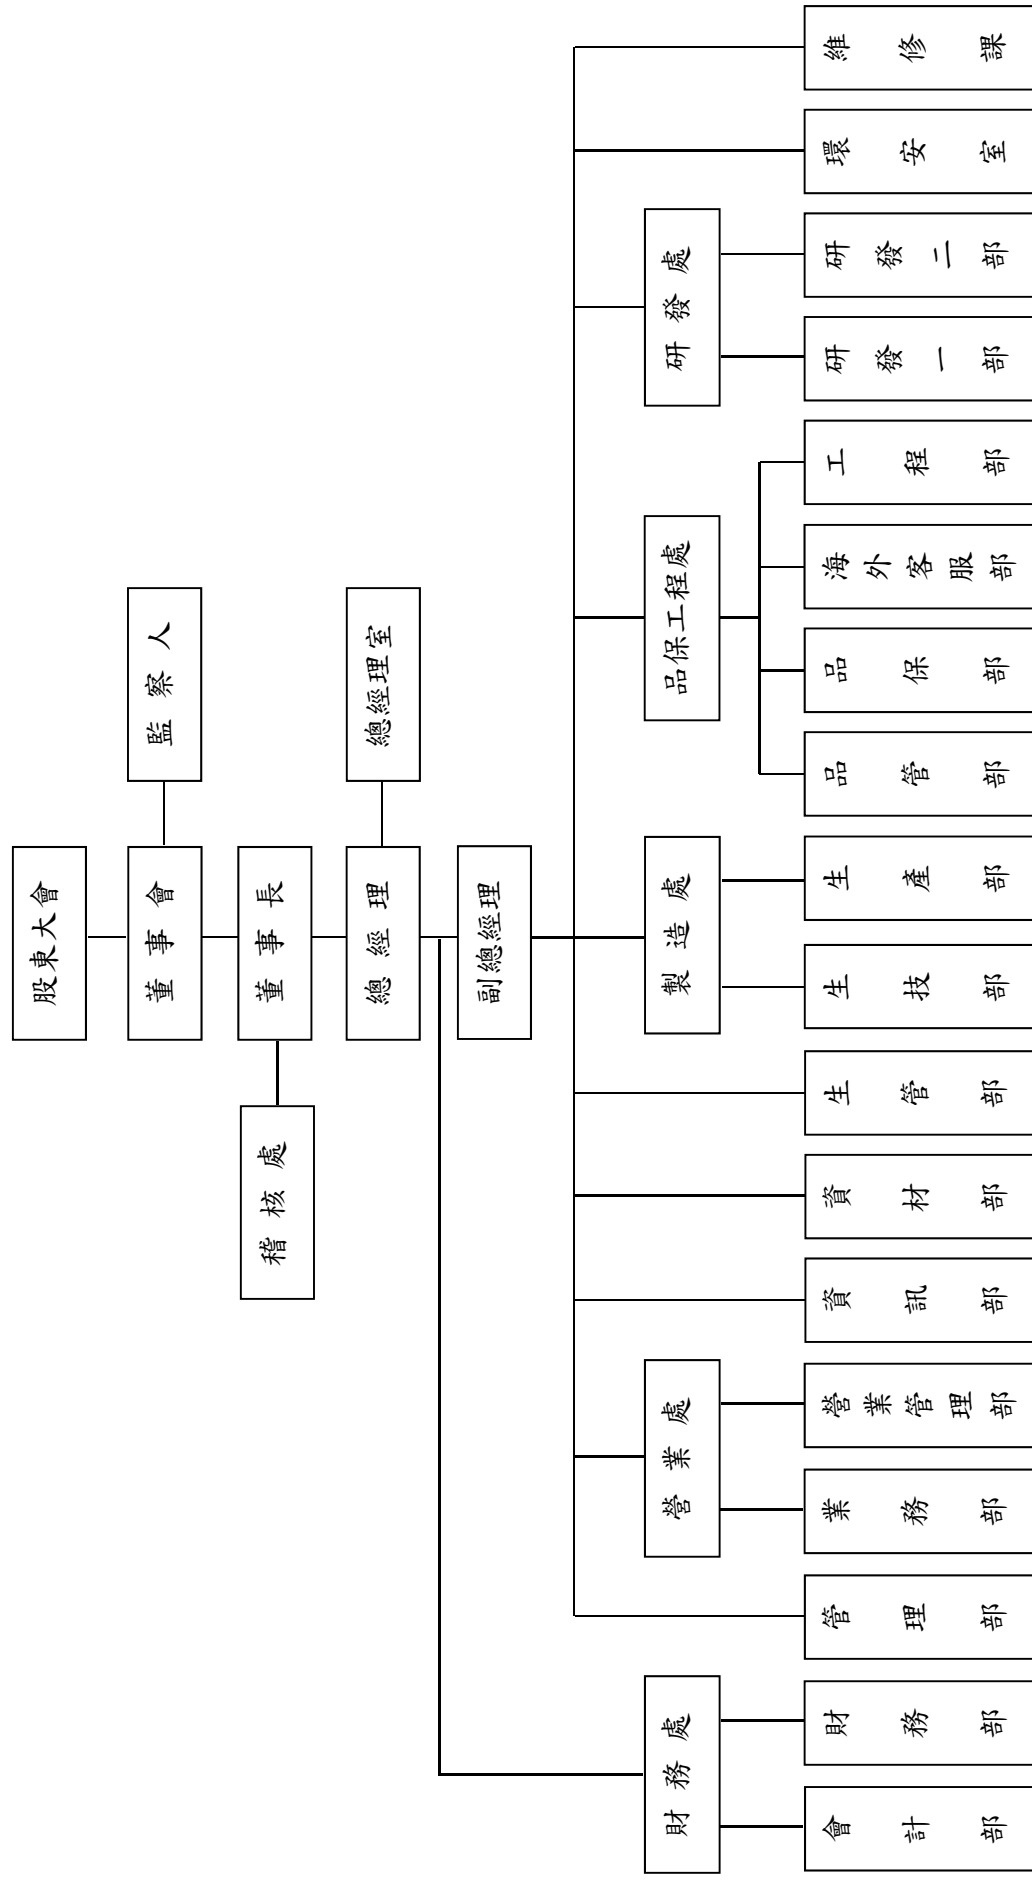 股東大會
董事會
監察人
董事長
稽核處
總經理
總經理室
副總經理
財務處
營業處
製造處
品保工程處
研發處
會計部
財務部
管理部
業務部
營業管理部
資訊部
資材部
生管部
生技部
生產部
品管部
品保部
海外客服部
工程部
研發一部
研發二部
環安室
維修課